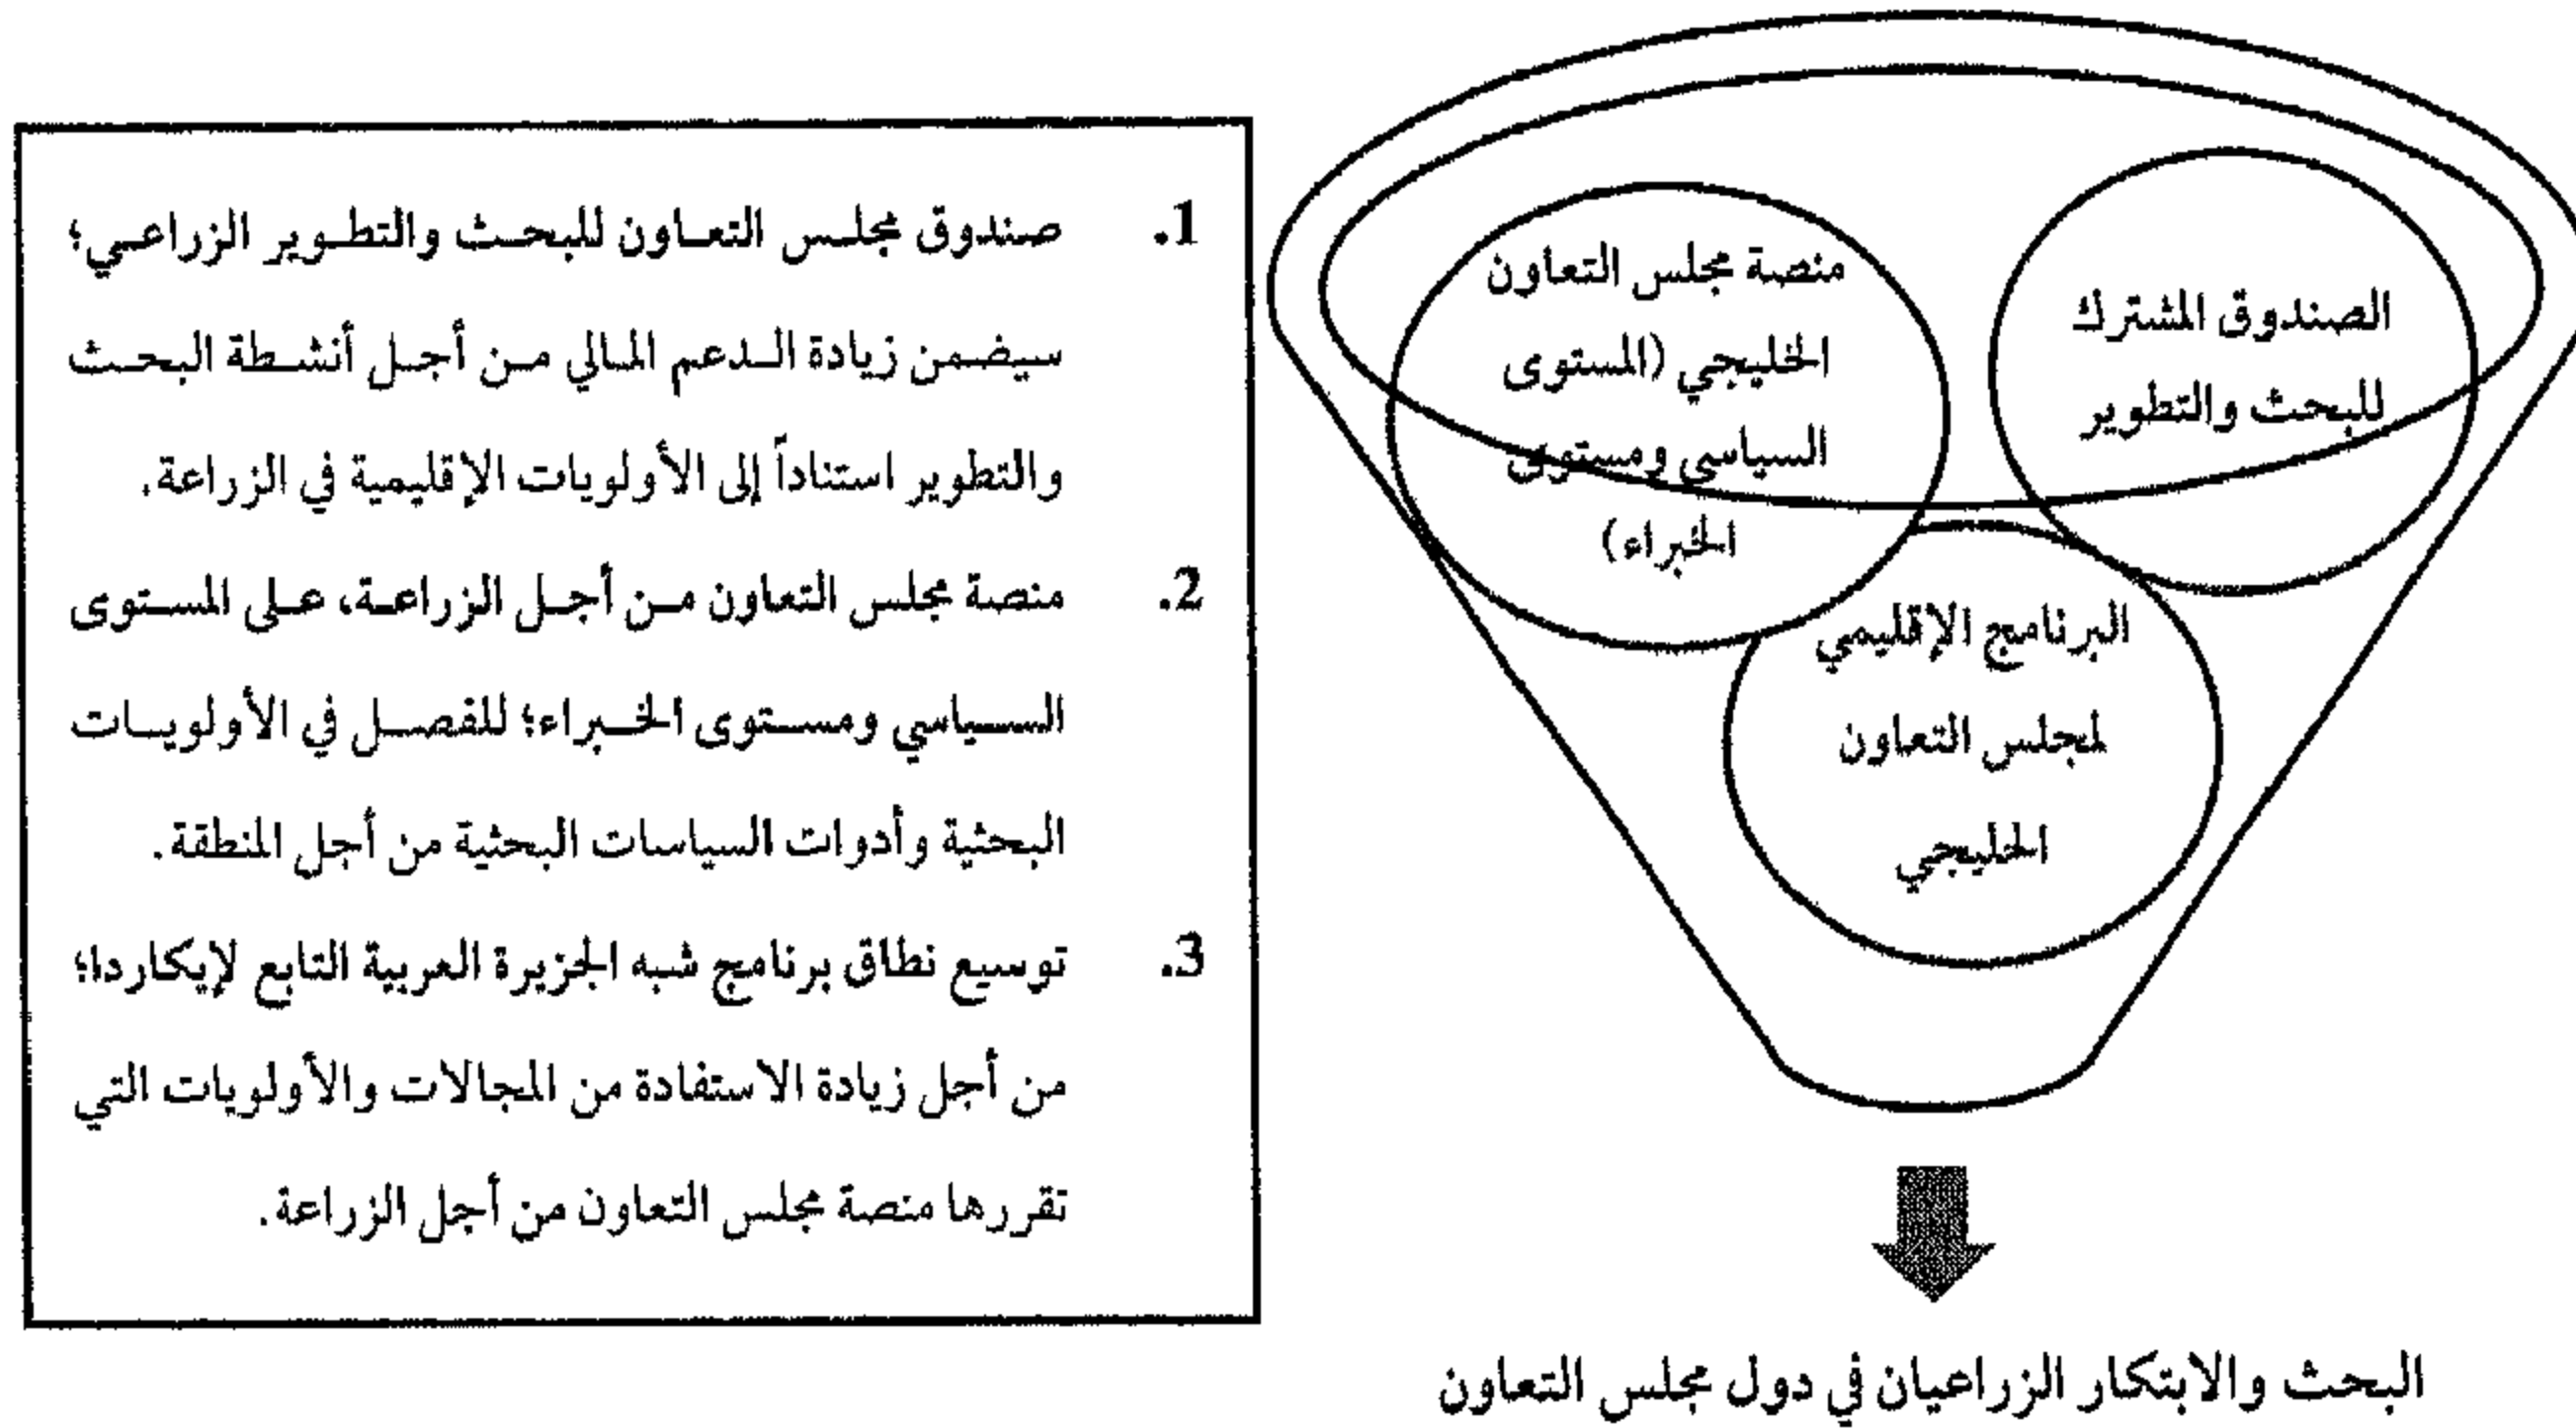 منصة مجلس التعاون
الخليجي (المستوى
السياسي ومستوى
الخبراء)
الصندوق المشترك
للبحث والتطوير
البرنامج الإقليمي
لمجلس التعاون
الخليجي
البحث والابتكار الزراعيان في دول مجلس التعاون
1. صندوق مجلس التعاون للبحث والتطوير الزراعي؛
سيضمن زيادة الدعم المالي من أجل أنشطة البحث
والتطوير استناداً إلى الأولويات الإقليمية في الزراعة.
2. منصة مجلس التعاون من أجل الزراعة، على المستوى
السياسي ومستوى الخبراء؛ للفصل في الأولويات
البحثية وأدوات السياسات البحثية من أجل المنطقة.
3. توسيع نطاق برنامج شبه الجزيرة العربية التابع لإيكاردا؛
من أجل زيادة الاستفادة من المجالات والأولويات التي
تقررها منصة مجلس التعاون من أجل الزراعة.